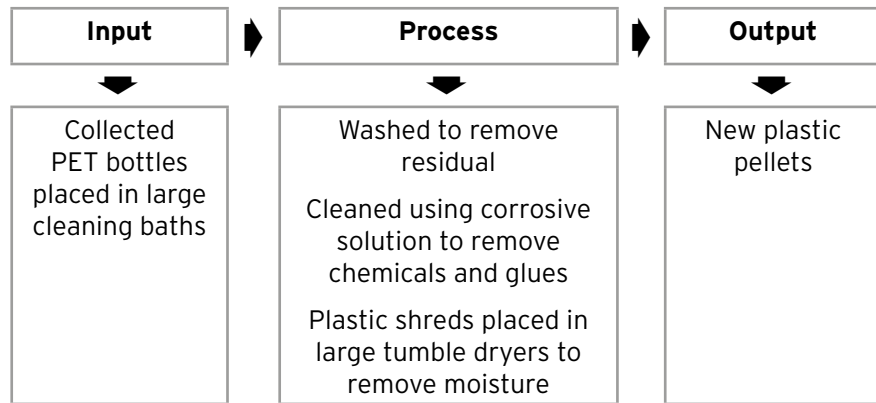 Input
Process
Output
Collected
PET bottles
placed in large
cleaning baths
Washed to remove
residual
Cleaned using corrosive
solution to remove
chemicals and glues
Plastic shreds placed in
large tumble dryers to
remove moisture
New plastic
pellets